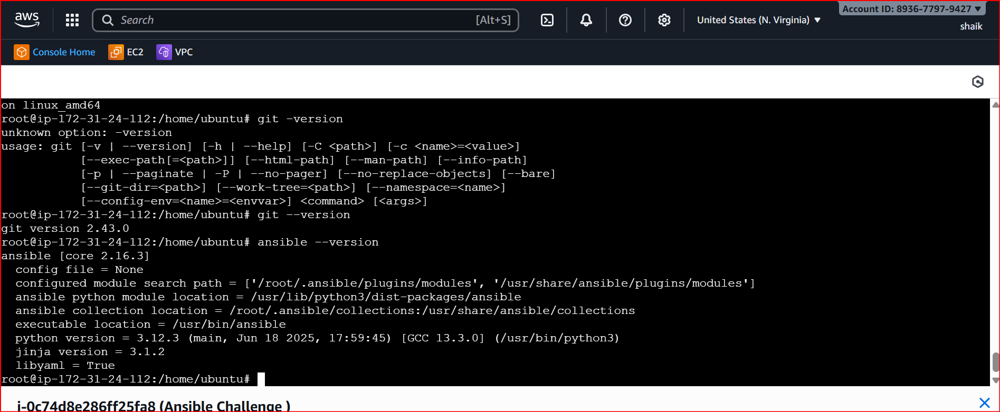 aws
Search
[Alt+S]
United States (N. Virginia)
Account ID: 8936-7797-9427
shaik
Console Home
EC2
VPC
on linux_amd64
root@ip-172-31-24-112:/home/ubuntu# git -version
unknown option: -version
usage: git [-v | --version] [-h | --help] [-C <path>] [-c <name>=<value>]
           [--exec-path[=<path>]] [--html-path] [--man-path] [--info-path]
           [-p | --paginate | -P | --no-pager] [--no-replace-objects] [--bare]
           [--git-dir=<path>] [--work-tree=<path>] [--namespace=<name>]
           [--config-env=<name>=<envvar>] <command> [<args>]
root@ip-172-31-24-112:/home/ubuntu# git --version
git version 2.43.0
root@ip-172-31-24-112:/home/ubuntu# ansible --version
ansible [core 2.16.3]
  config file = None
  configured module search path = ['/root/.ansible/plugins/modules', '/usr/share/ansible/plugins/modules']
  ansible python module location = /usr/lib/python3/dist-packages/ansible
  ansible collection location = /root/.ansible/collections:/usr/share/ansible/collections
  executable location = /usr/bin/ansible
  python version = 3.12.3 (main, Jun 18 2025, 17:59:45) [GCC 13.3.0] (/usr/bin/python3)
  jinja version = 3.1.2
  libyaml = True
root@ip-172-31-24-112:/home/ubuntu#
i-0c74d8e286ff25fa8 (Ansible Challenge )